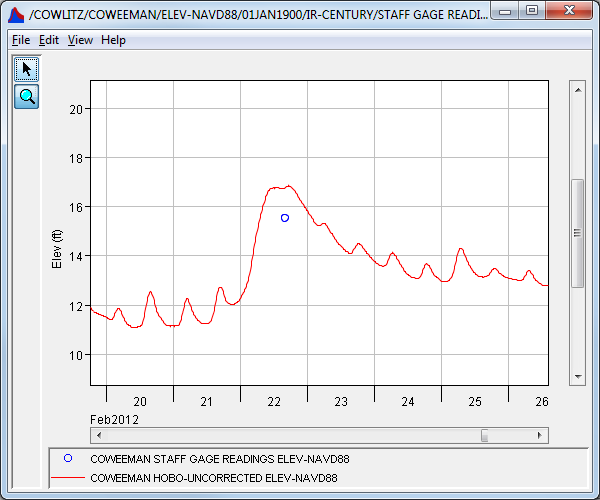 /COWLITZ/COWEEMAN/ELEV-NAVD88/01JAN1900/IR-CENTURY/STAFF GAGE READI...
File Edit View Help
20
18
16
14
12
10
Elev (ft)
20 21 22 23 24 25 26
Feb2012
COWEEMAN STAFF GAGE READINGS ELEV-NAVD88
COWEEMAN HOBO-UNCORRECTED ELEV-NAVD88